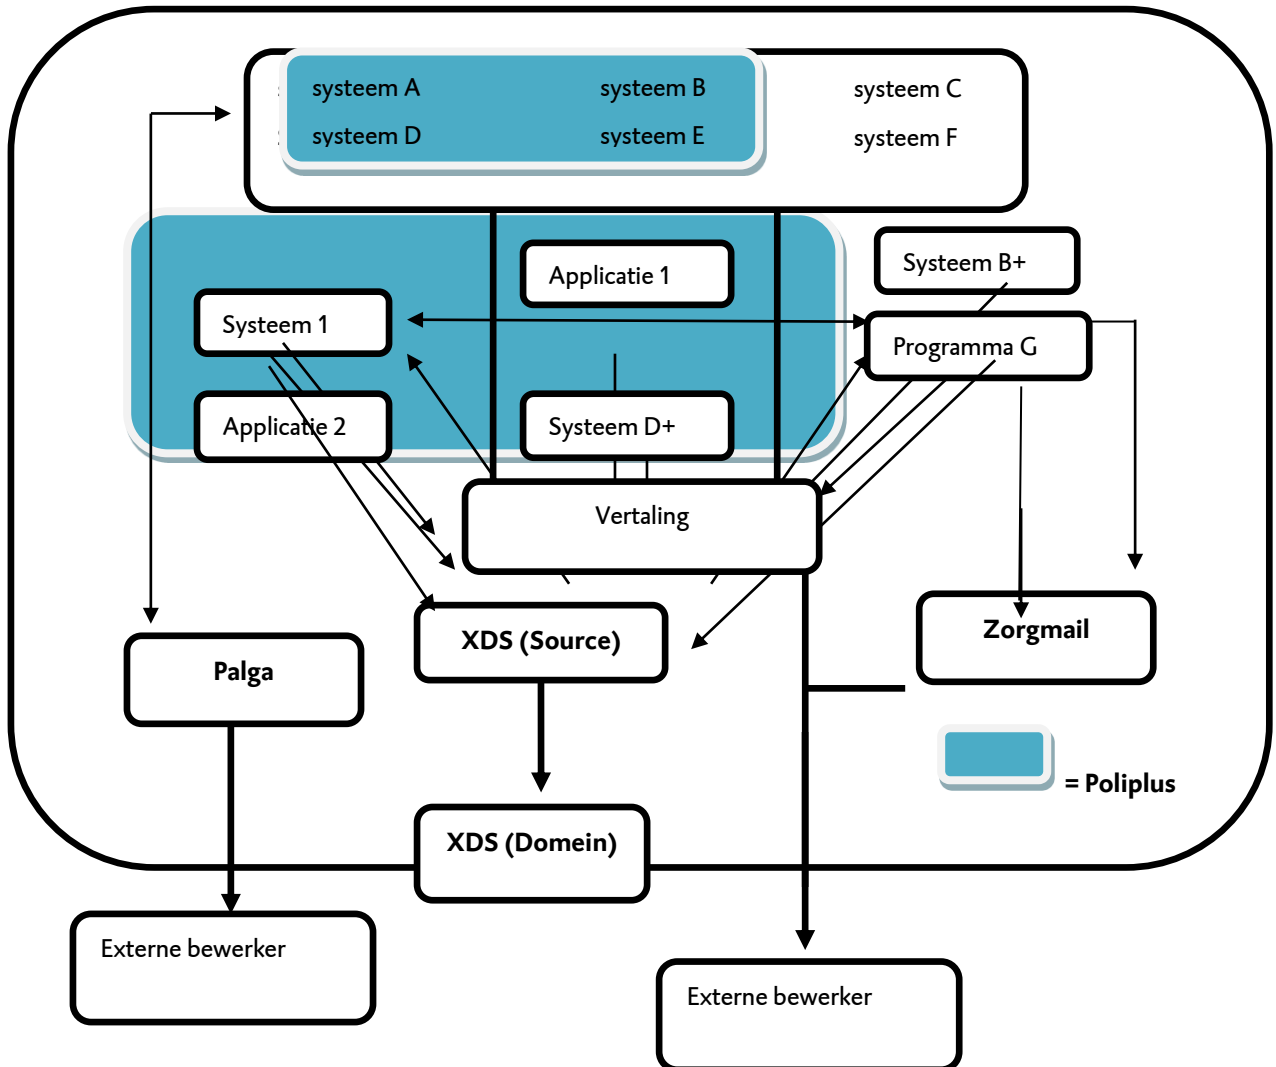 systeem A systeem B systeem C
systeem D systeem E systeem F
Systeem B+
Applicatie 1
Systeem 1
Programma G
Applicatie 2
Systeem D+
Vertaling
XDS (Source)
Zorgmail
Palga
= Poliplus
XDS (Domein)
Externe bewerker
Externe bewerker